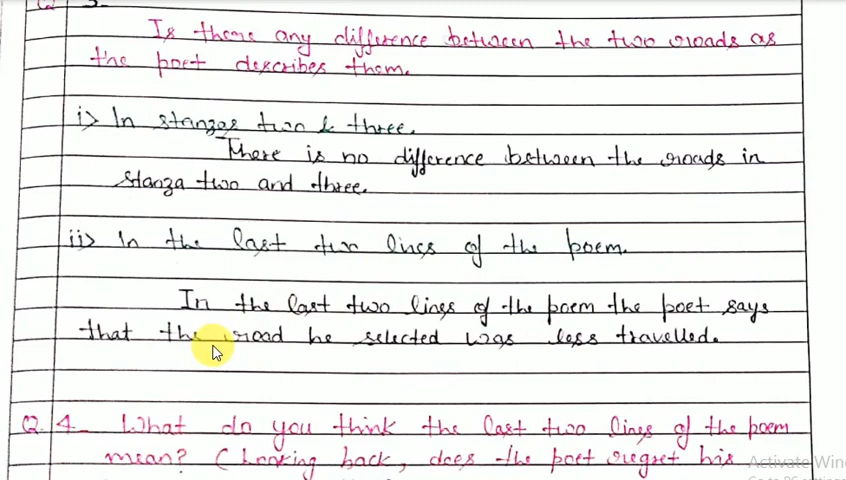 Q 3-
Is there any difference between the two roads as
the poet describes them.
i> In stanzas two & three.
There is no difference between the roads in
stanza two and three.
ii> In the last two lines of the poem.
In the last two lines of the poem the poet says
that the road he selected was less travelled.
Q.4- What do you think the last two lines of the poem
mean? (Looking back, does the poet regret his
Activate Win